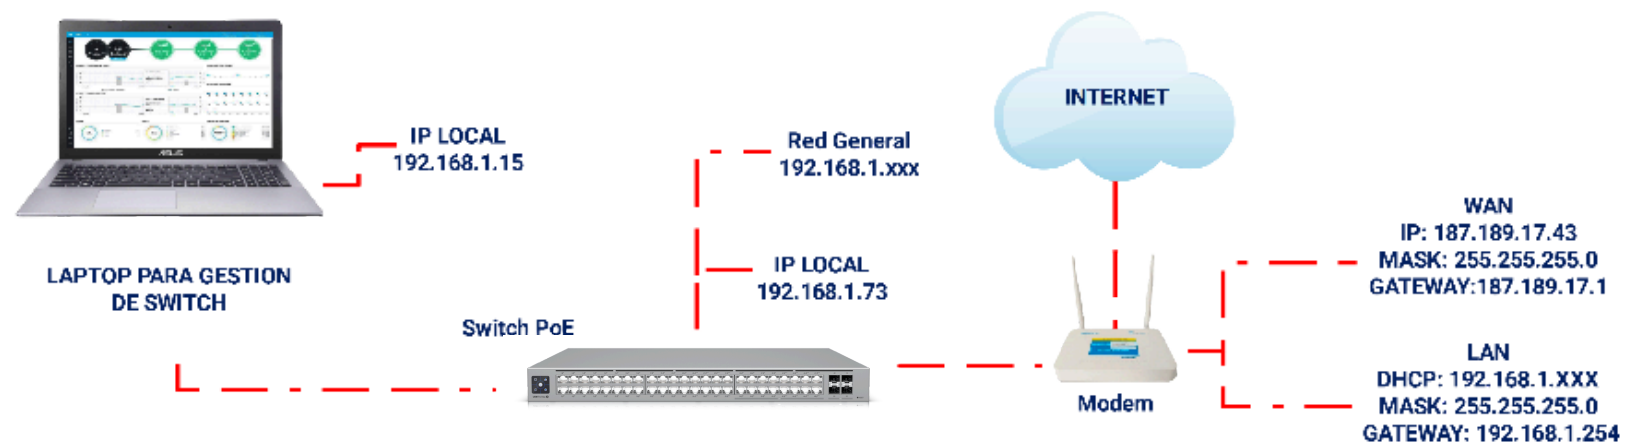 IP LOCAL
192.168.1.15
LAPTOP PARA GESTION
DE SWITCH
Red General
192.168.1.xxx
IP LOCAL
192.168.1.73
Switch PoE
INTERNET
Modem
WAN
IP: 187.189.17.43
MASK: 255.255.255.0
GATEWAY:187.189.17.1
LAN
DHCP: 192.168.1.XXX
MASK: 255.255.255.0
GATEWAY: 192.168.1.254